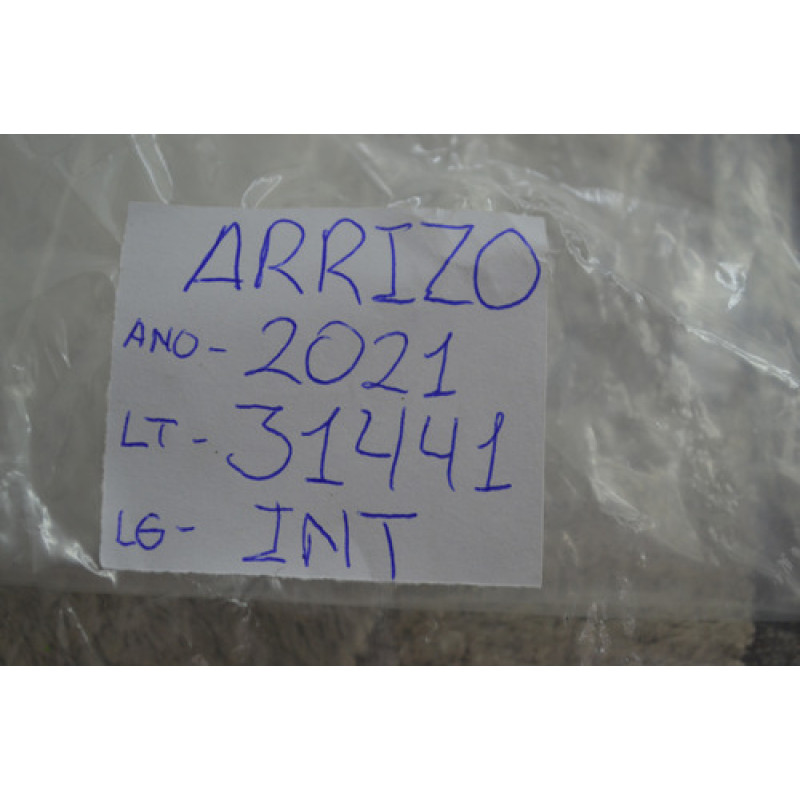 ARRIZO
ANO- 2021
LT- 31441
LG- INT